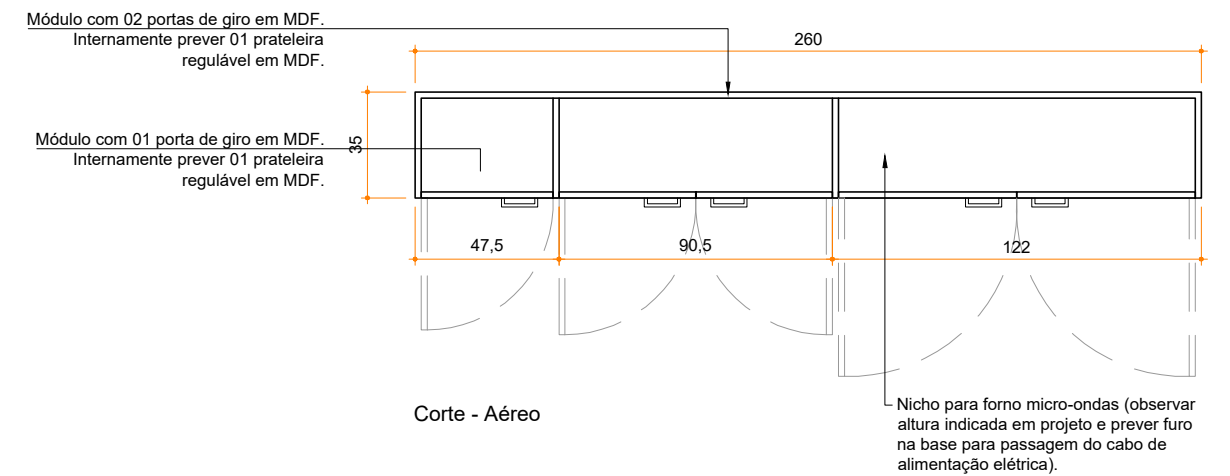 Módulo com 02 portas de giro em MDF.
Internamente prever 01 prateleira
regulável em MDF.
260
35
Módulo com 01 porta de giro em MDF.
Internamente prever 01 prateleira
regulável em MDF.
47,5
90,5
122
Corte - Aéreo
Nicho para forno micro-ondas (observar
altura indicada em projeto e prever furo
na base para passagem do cabo de
alimentação elétrica).